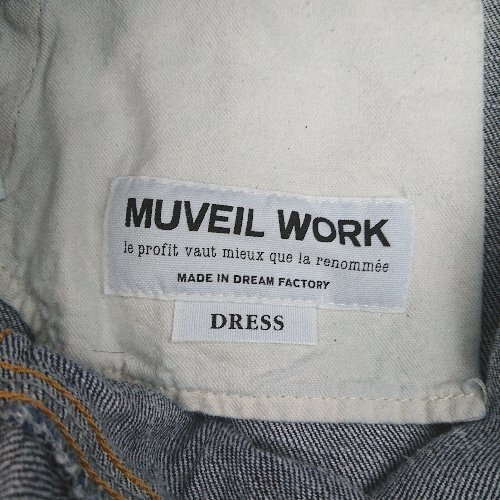 MUVEIL WORK
le profit vaut mieux que la renommée
MADE IN DREAM FACTORY
DRESS